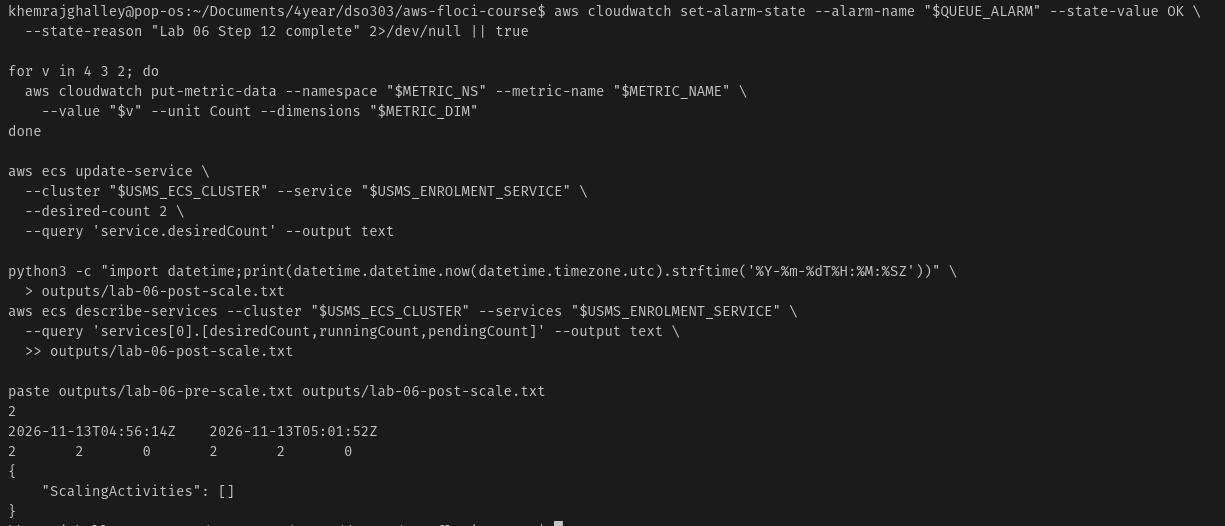 khemrajghalley@pop-os:~/Documents/4year/dso303/aws-floci-course$ aws cloudwatch set-alarm-state --alarm-name "$QUEUE_ALARM" --state-value OK \
  --state-reason "Lab 06 Step 12 complete" 2>/dev/null || true

for v in 4 3 2; do
  aws cloudwatch put-metric-data --namespace "$METRIC_NS" --metric-name "$METRIC_NAME" \
    --value "$v" --unit Count --dimensions "$METRIC_DIM"
done

aws ecs update-service \
  --cluster "$USMS_ECS_CLUSTER" --service "$USMS_ENROLMENT_SERVICE" \
  --desired-count 2 \
  --query 'service.desiredCount' --output text

python3 -c "import datetime;print(datetime.datetime.now(datetime.timezone.utc).strftime('%Y-%m-%dT%H:%M:%SZ'))" \
  > outputs/lab-06-post-scale.txt
aws ecs describe-services --cluster "$USMS_ECS_CLUSTER" --services "$USMS_ENROLMENT_SERVICE" \
  --query 'services[0].[desiredCount,runningCount,pendingCount]' --output text \
  >> outputs/lab-06-post-scale.txt

paste outputs/lab-06-pre-scale.txt outputs/lab-06-post-scale.txt
2
2026-11-13T04:56:14Z    2026-11-13T05:01:52Z
2       2       0       2       2       0
{
    "ScalingActivities": []
}